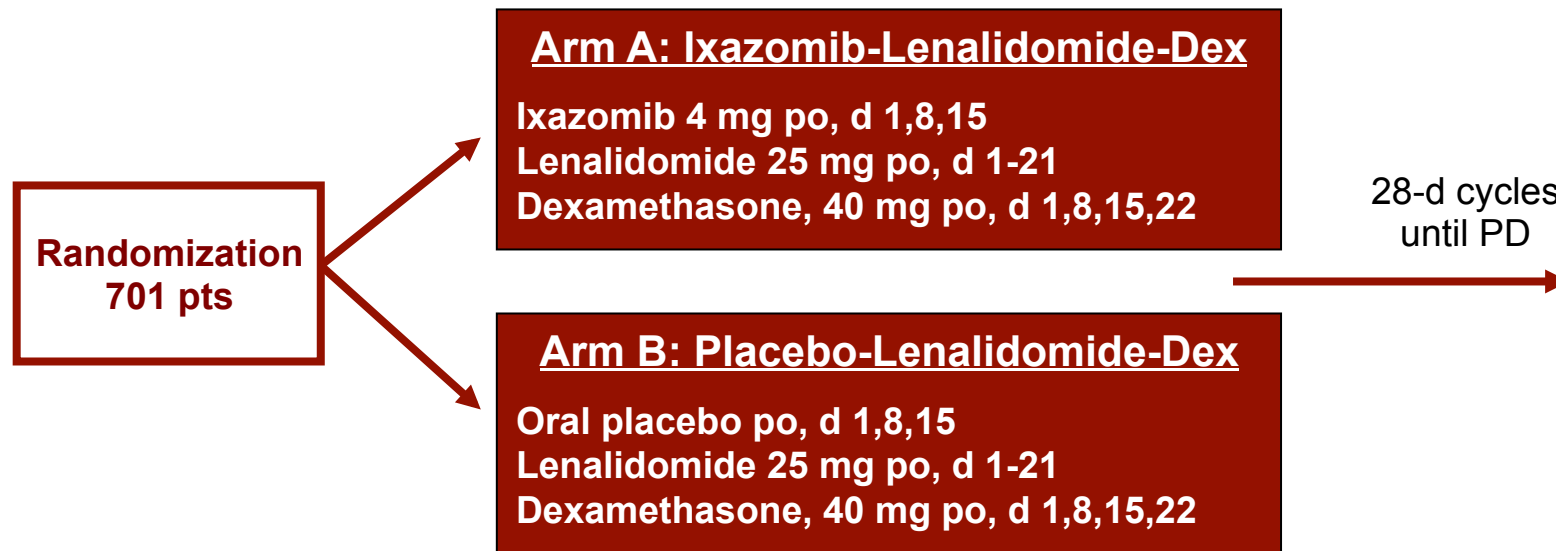 Randomization
701 pts
Arm A: Ixazomib-Lenalidomide-Dex
Ixazomib 4 mg po, d 1,8,15
Lenalidomide 25 mg po, d 1-21
Dexamethasone, 40 mg po, d 1,8,15,22
Arm B: Placebo-Lenalidomide-Dex
Oral placebo po, d 1,8,15
Lenalidomide 25 mg po, d 1-21
Dexamethasone, 40 mg po, d 1,8,15,22
28-d cycles
until PD